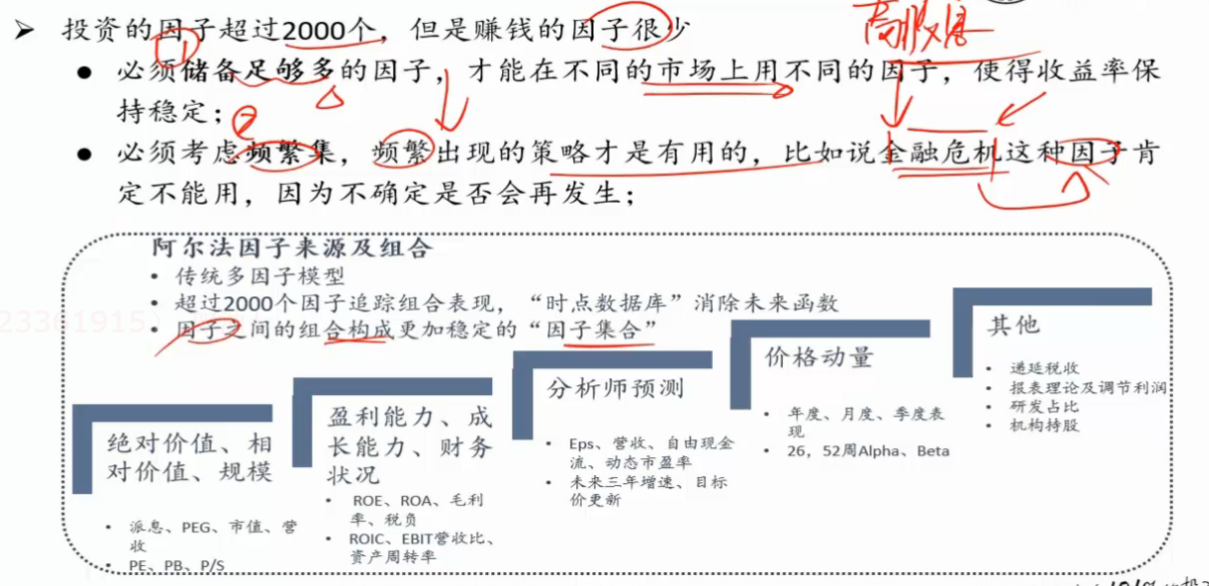 投资的因子超过2000个，但是赚钱的因子很少
必须储备足够多的因子，才能在不同的市场上用不同的因子，使得收益率保
持稳定；
必须考虑频繁集，频繁出现的策略才是有用的，比如说金融危机这种因子肯
定不能用，因为不确定是否会再发生；
阿尔法因子来源及组合
传统多因子模型
超过2000个因子追踪组合表现，“时点数据库”消除未来函数
因子之间的组合构成更加稳定的“因子集合”
绝对价值、相
对价值、规模
派息、PEG、市值、营
收
PE、PB、P/S
盈利能力、成
长能力、财务
状况
ROE、ROA、毛利
率、税负
ROIC、EBIT营收比、
资产周转率
分析师预测
Eps、营收、自由现金
流、动态市盈率
未来三年增速、目标
价更新
价格动量
年度、月度、季度表
现
26，52周Alpha、Beta
其他
递延税收
报表理论及调节利润
研发占比
机构持股